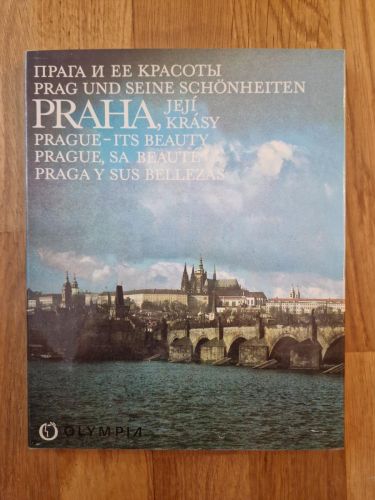 ПРАГА И ЕЕ КРАСОТЫ
PRAG UND SEINE SCHÖNHEITEN
PRAHA, JEJÍ KRÁSY
PRAGUE–ITS BEAUTY
PRAGUE, SA BEAUTÉ
PRAGA Y SUS BELLEZAS
OLYMPIA